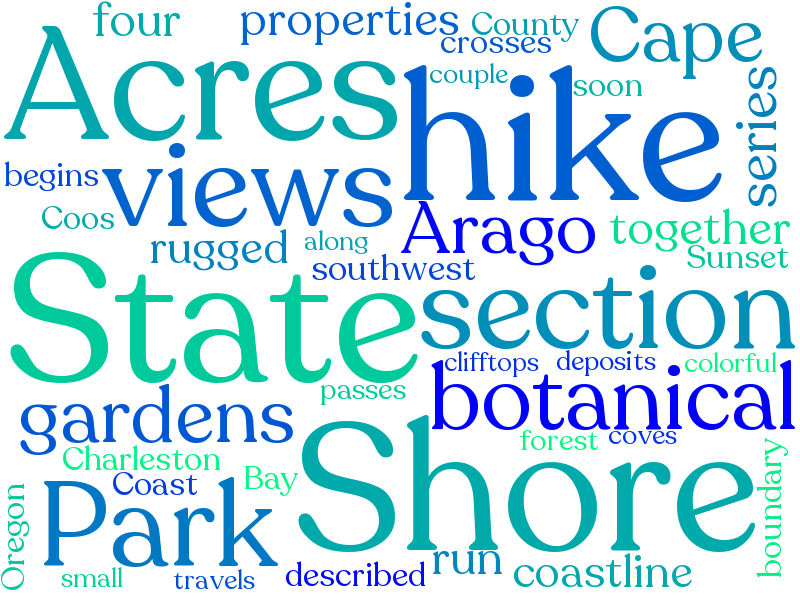 four
properties
County
Cape
crosses
couple
soon
series
Acres
hike
begins
views
Coos
rugged
along
Arago
together
Sunset
southwest
State
section
clifftops
deposits
colorful
passes
botanical
gardens
Charleston
Coast
Bay
Shore
forest
coves
boundary
Oregon
Park
small
travels
described
run
coastline